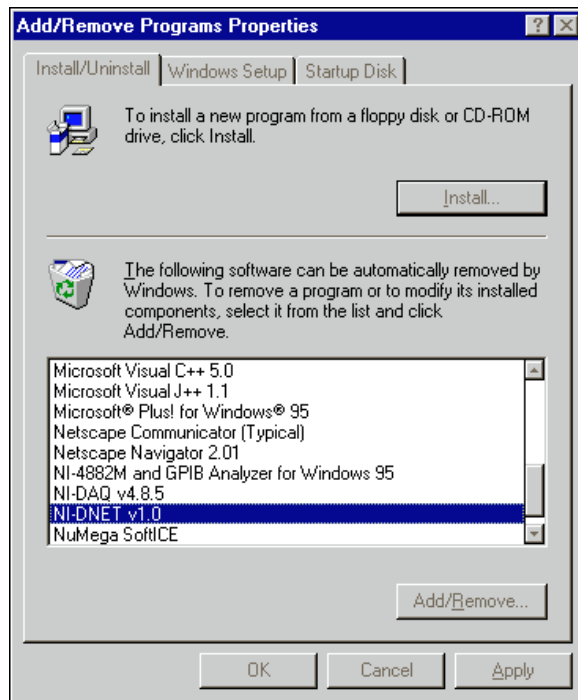 Add/Remove Programs Properties
Install/Uninstall
Windows Setup
Startup Disk
To install a new program from a floppy disk or CD-ROM
drive, click Install.
Install...
The following software can be automatically removed by
Windows. To remove a program or to modify its installed
components, select it from the list and click
Add/Remove.
Microsoft Visual C++ 5.0
Microsoft Visual J++ 1.1
Microsoft® Plus! for Windows® 95
Netscape Communicator (Typical)
Netscape Navigator 2.01
NI-4882M and GPIB Analyzer for Windows 95
NI-DAQ v4.8.5
NI-DNET v1.0
NuMega SoftICE
Add/Remove...
OK
Cancel
Apply